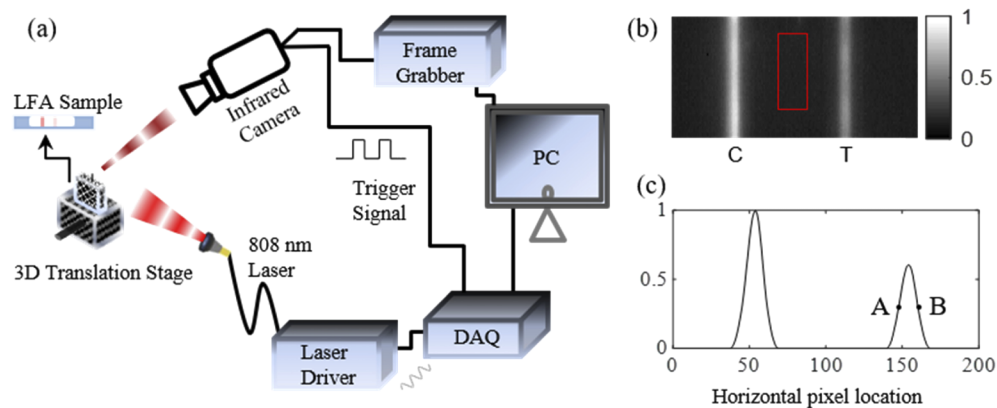 (a)
Frame
Grabber
LFA Sample
Infrared
Camera
PC
Trigger
Signal
3D Translation Stage
808 nm
Laser
Laser
Driver
DAQ
(b)
1
0.5
0
C
T
(c)
1
0.5
0
A
B
0
50
100
150
200
Horizontal pixel location